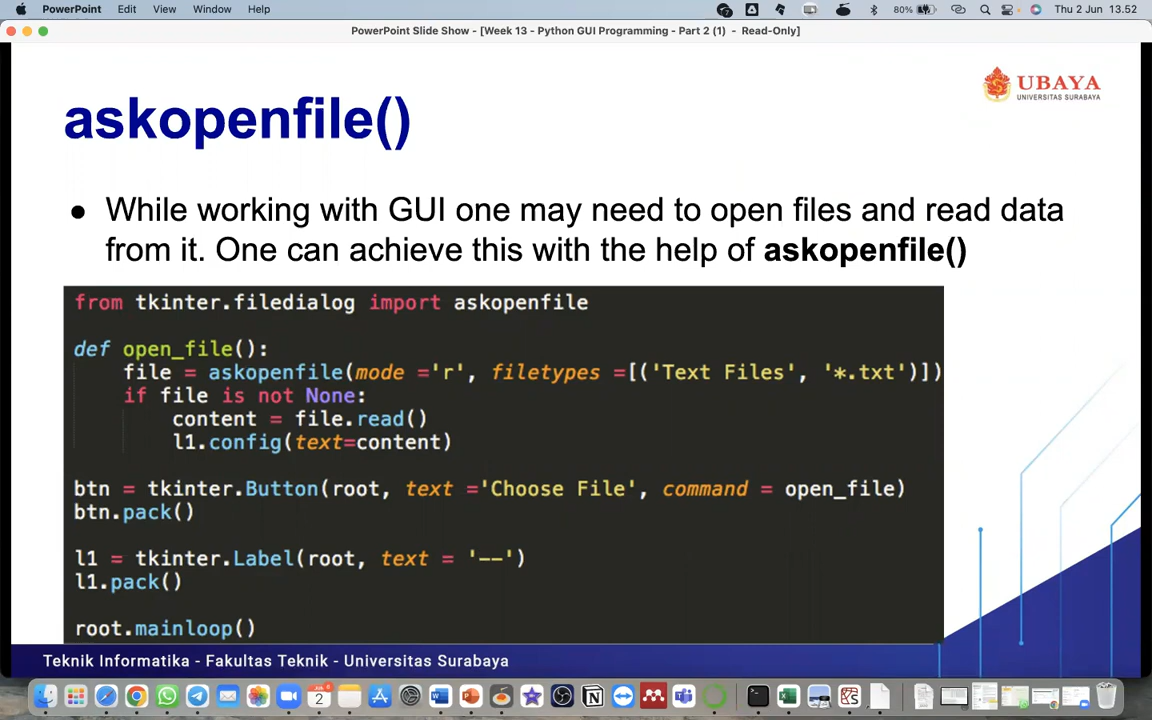 PowerPoint Edit View Window Help 80% Thu 2 Jun 13.52
PowerPoint Slide Show - [Week 13 - Python GUI Programming - Part 2 (1) - Read-Only]
UBAYA
UNIVERSITAS SURABAYA
askopenfile()
● While working with GUI one may need to open files and read data
from it. One can achieve this with the help of askopenfile()
from tkinter.filedialog import askopenfile
def open_file():
file = askopenfile(mode ='r', filetypes =[('Text Files', '*.txt')])
if file is not None:
content = file.read()
l1.config(text=content)
btn = tkinter.Button(root, text ='Choose File', command = open_file)
btn.pack()
l1 = tkinter.Label(root, text = '--')
l1.pack()
root.mainloop()
Teknik Informatika - Fakultas Teknik - Universitas Surabaya